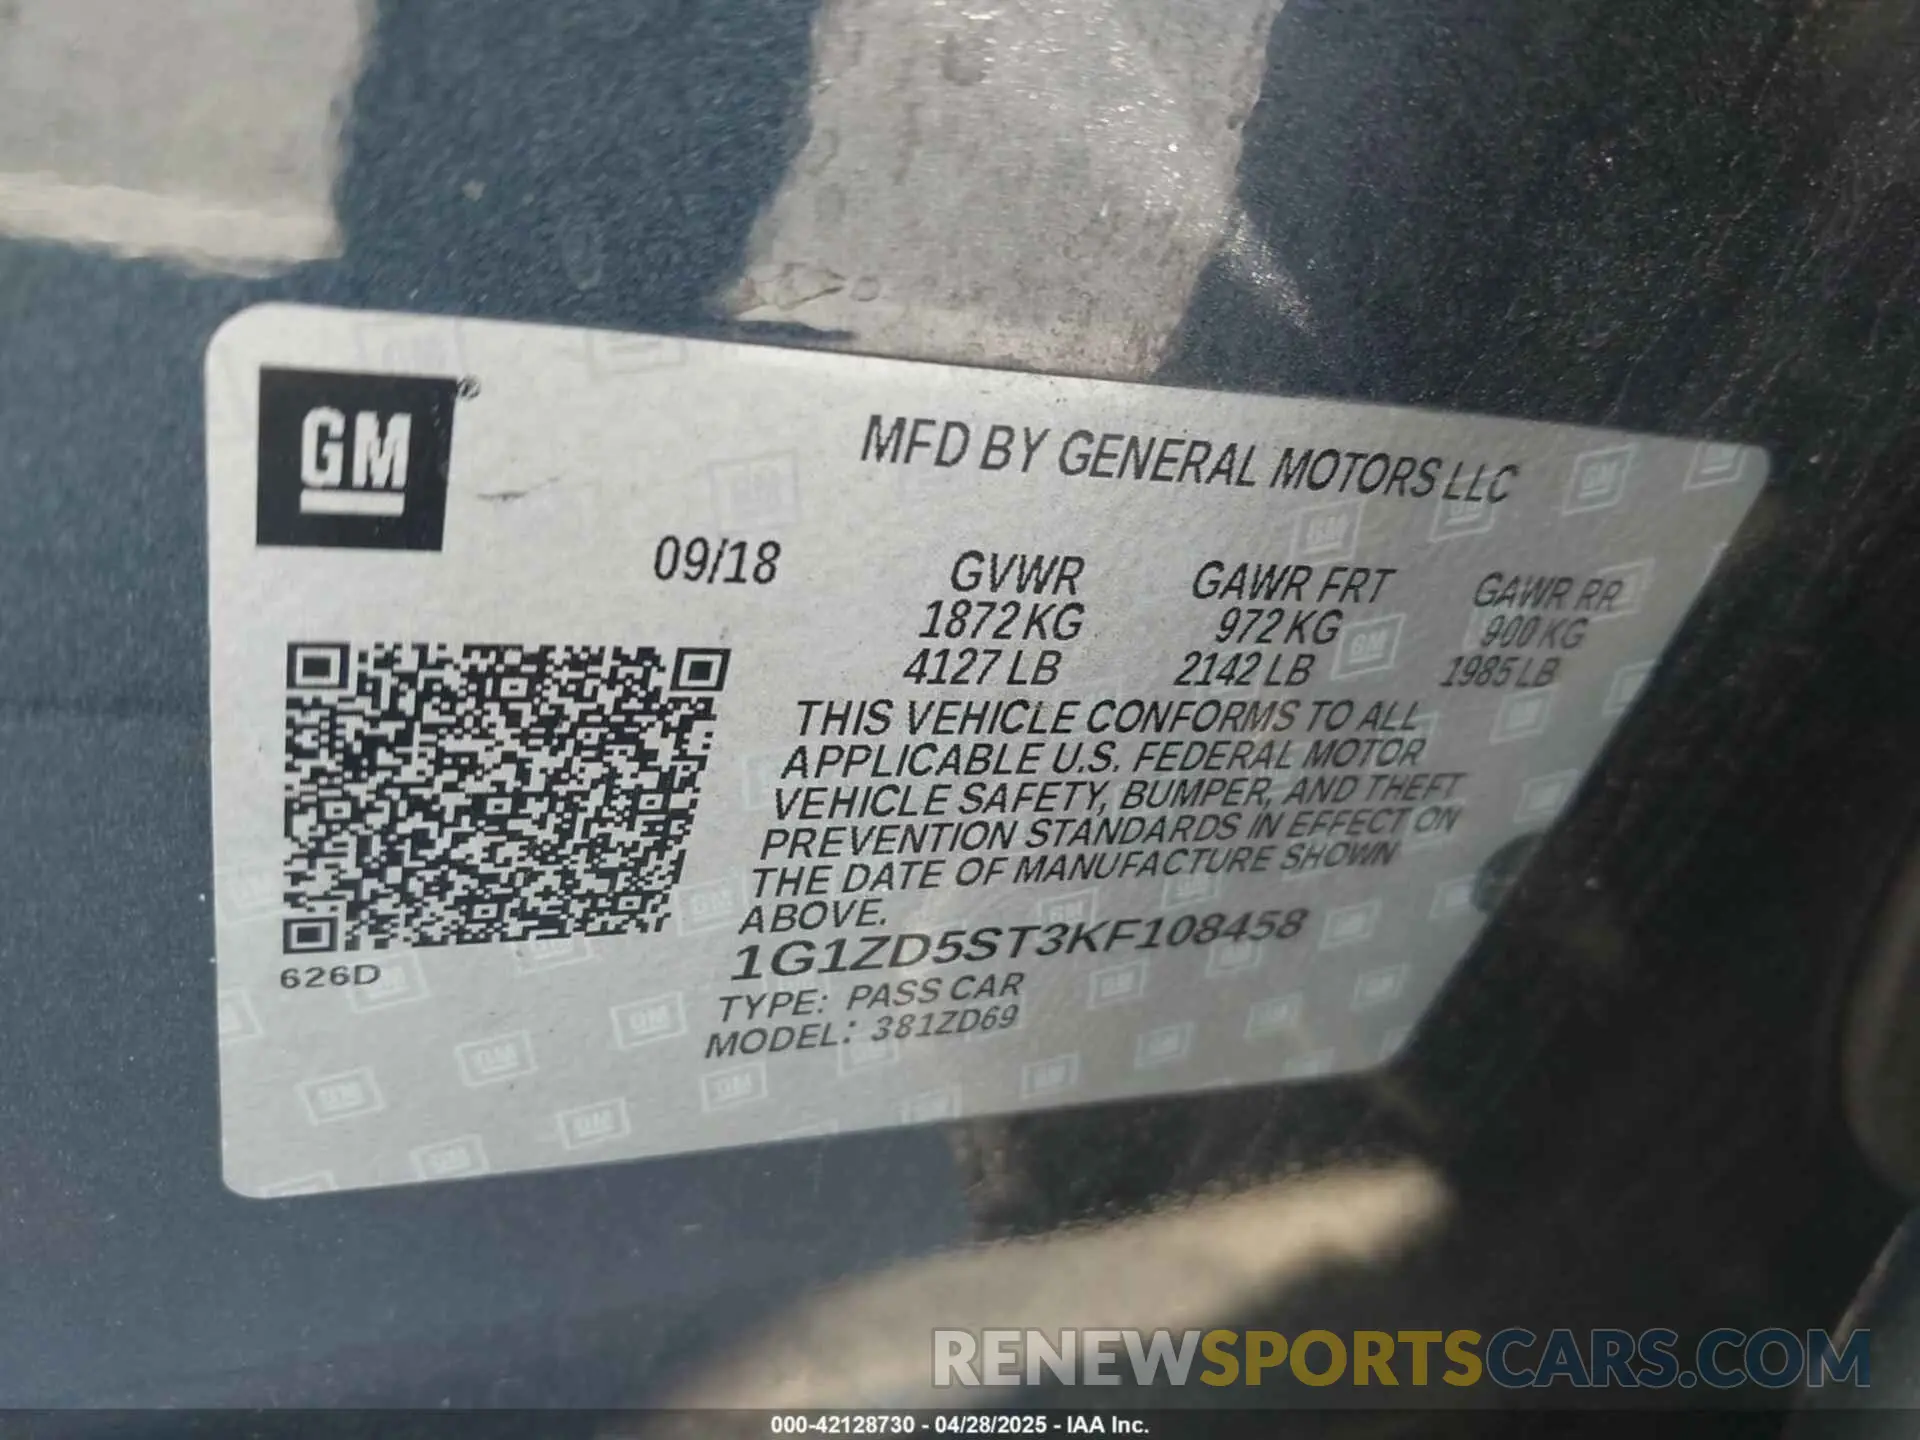 GM®
MFD BY GENERAL MOTORS LLC
09/18
GVWR GAWR FRT GAWR RR
1872 KG 972 KG 900 KG
4127 LB 2142 LB 1985 LB
THIS VEHICLE CONFORMS TO ALL
APPLICABLE U.S. FEDERAL MOTOR
VEHICLE SAFETY, BUMPER, AND THEFT
PREVENTION STANDARDS IN EFFECT ON
THE DATE OF MANUFACTURE SHOWN
ABOVE.
1G1ZD5ST3KF108458
626D
TYPE: PASS CAR
MODEL: 381ZD69
RENEWSPORTSCARS.COM
000-42128730 - 04/28/2025 - IAA Inc.